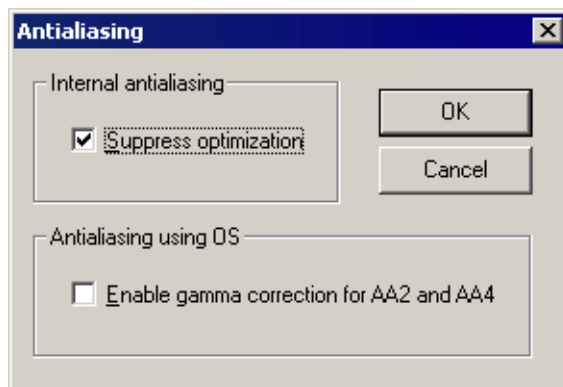 Antialiasing
Internal antialiasing
Suppress optimization
OK
Cancel
Antialiasing using OS
Enable gamma correction for AA2 and AA4